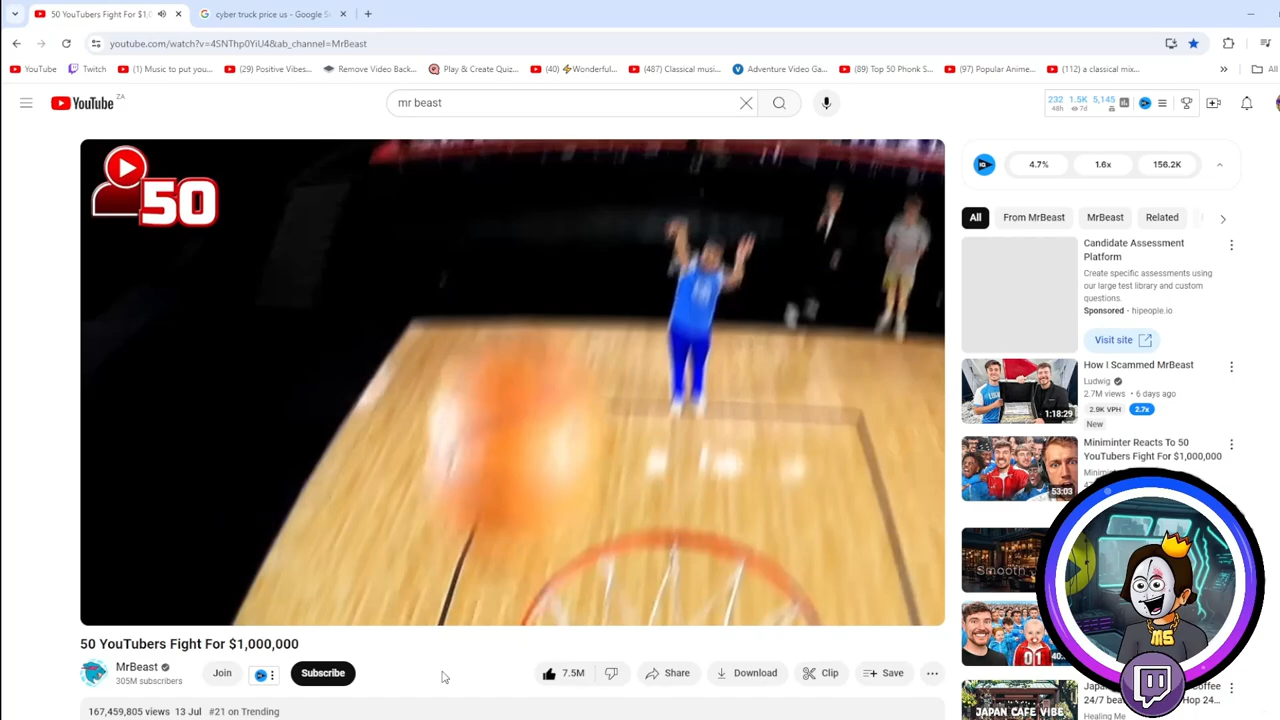 50 YouTubers Fight For $1,0
cyber truck price us - Google S
youtube.com/watch?v=4SNThp0YiU4&ab_channel=MrBeast
YouTube
Twitch
(1) Music to put you...
(29) Positive Vibes...
Remove Video Back...
Play & Create Quiz...
(40) ⚡Wonderful...
(487) Classical musi...
Adventure Video Ga...
(89) Top 50 Phonk S...
(97) Popular Anime...
(112) a classical mix...
»
All
YouTube ZA
mr beast
232 1.5K 5,145
48h 7d
50
IQ
4.7%
1.6x
156.2K
All
From MrBeast
MrBeast
Related
Candidate Assessment
Platform
Create specific assessments using
our large test library and custom
questions.
Sponsored · hipeople.io
Visit site
How I Scammed MrBeast
Ludwig
2.7M views • 6 days ago
2.9K VPH 2.7x
New
1:18:29
Miniminter Reacts To 50
YouTubers Fight For $1,000,000
53:03
Smooth
01
MS
JAPAN CAFE VIBE
Healing Me
50 YouTubers Fight For $1,000,000
MrBeast
305M subscribers
Join
Subscribe
7.5M
Share
Download
Clip
Save
167,459,805 views 13 Jul #21 on Trending